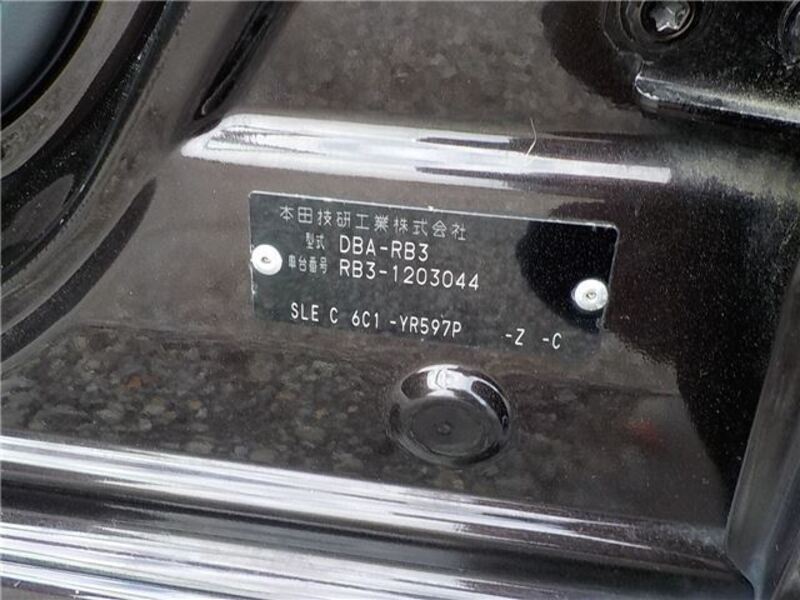 本田技研工業株式会社
型式 DBA-RB3
車台番号 RB3-1203044
SLE C 6C1 -YR597P -Z -C